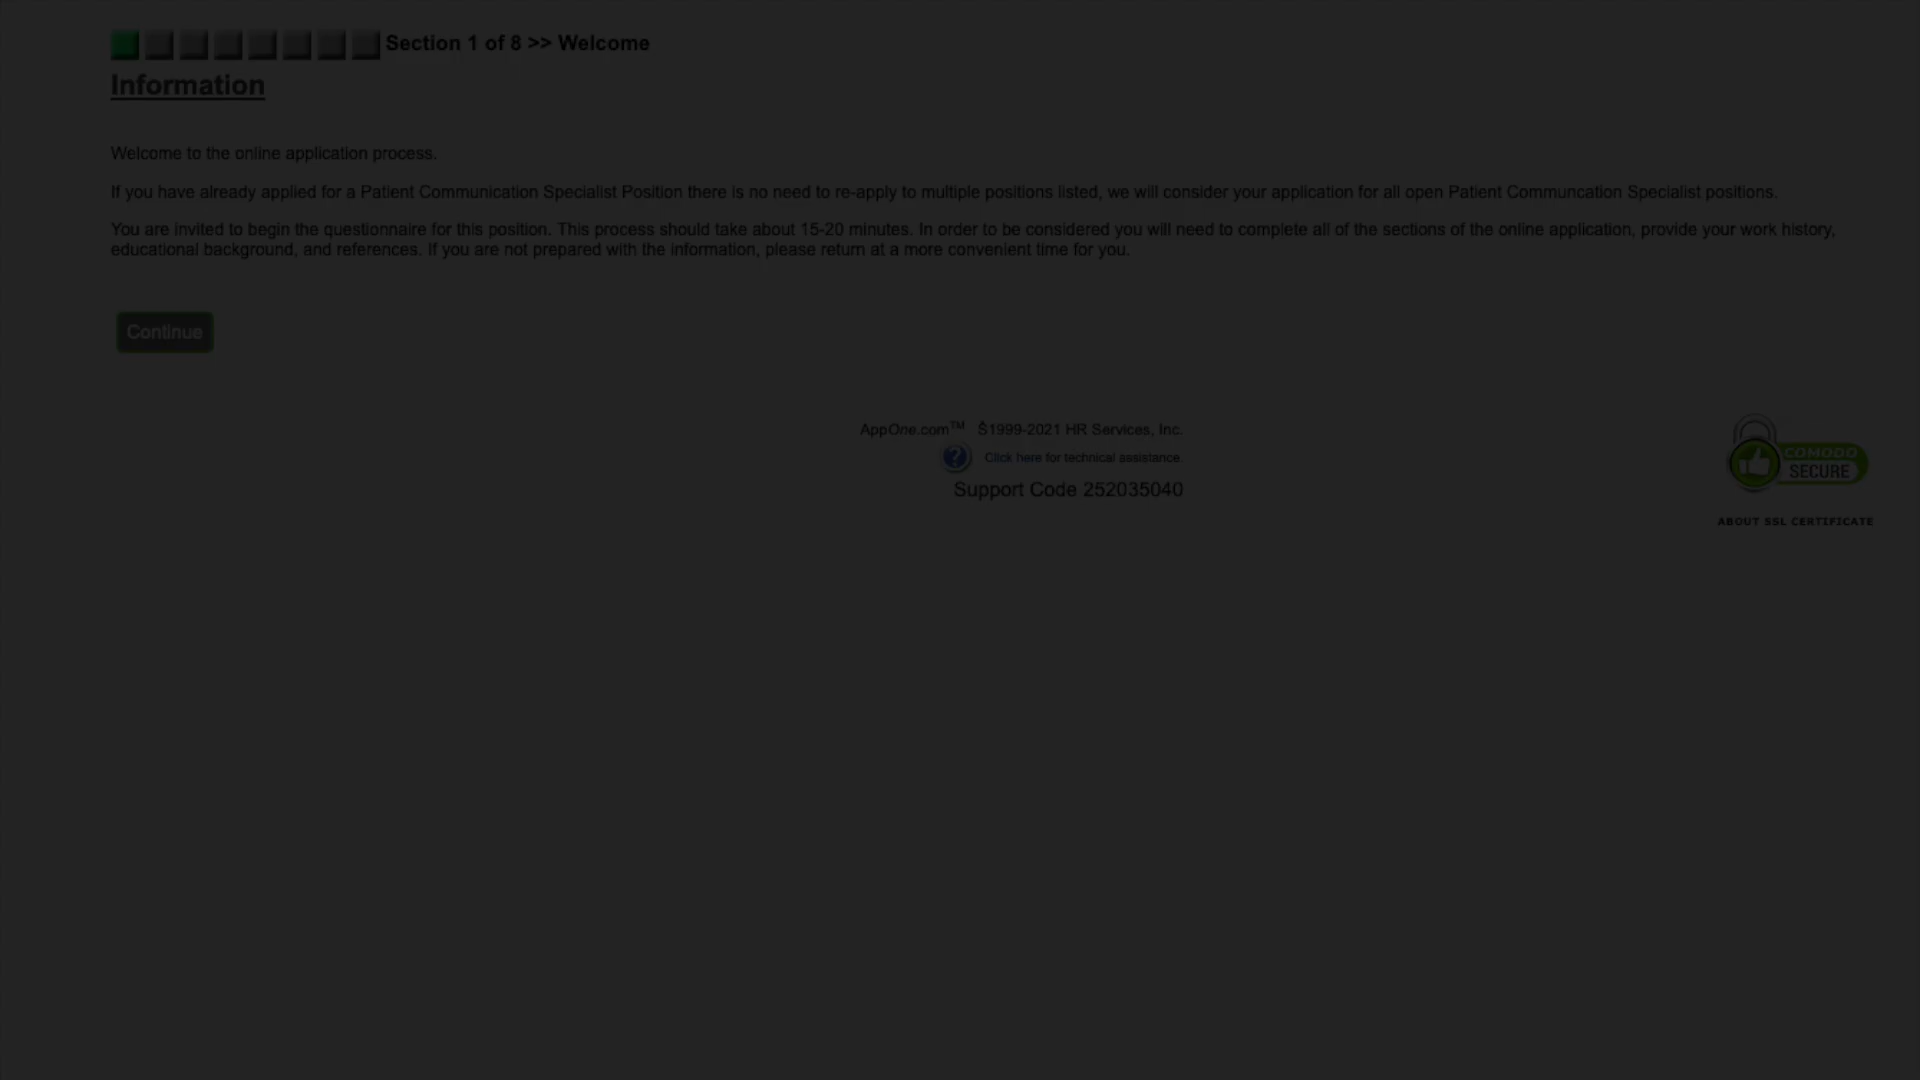 Section 1 of 8 >> Welcome
Information
Welcome to the online application process.
If you have already applied for a Patient Communication Specialist Position there is no need to re-apply to multiple positions listed, we will consider your application for all open Patient Communcation Specialist positions.
You are invited to begin the questionnaire for this position. This process should take about 15-20 minutes. In order to be considered you will need to complete all of the sections of the online application, provide your work history,
educational background, and references. If you are not prepared with the information, please return at a more convenient time for you.
Continue
AppOne.com™ Ŝ1999-2021 HR Services, Inc.
? Click here for technical assistance
Support Code 252035040
COMODO
SECURE
ABOUT SSL CERTIFICATE